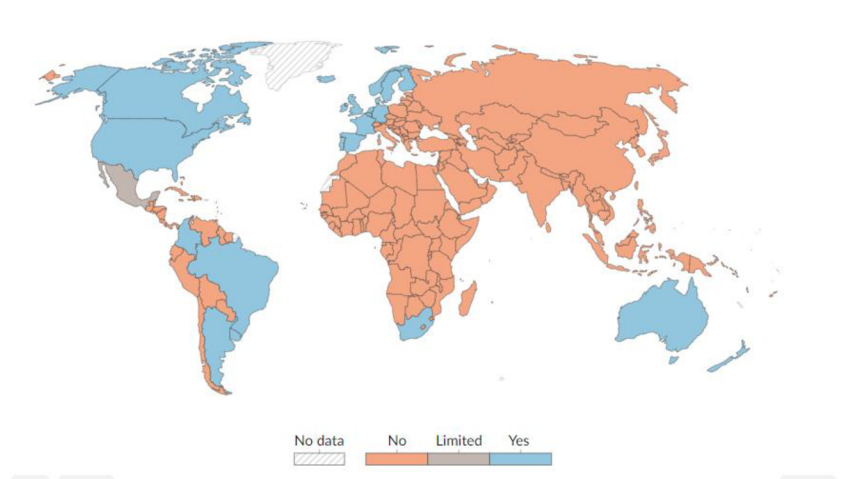 No data
No
Limited
Yes